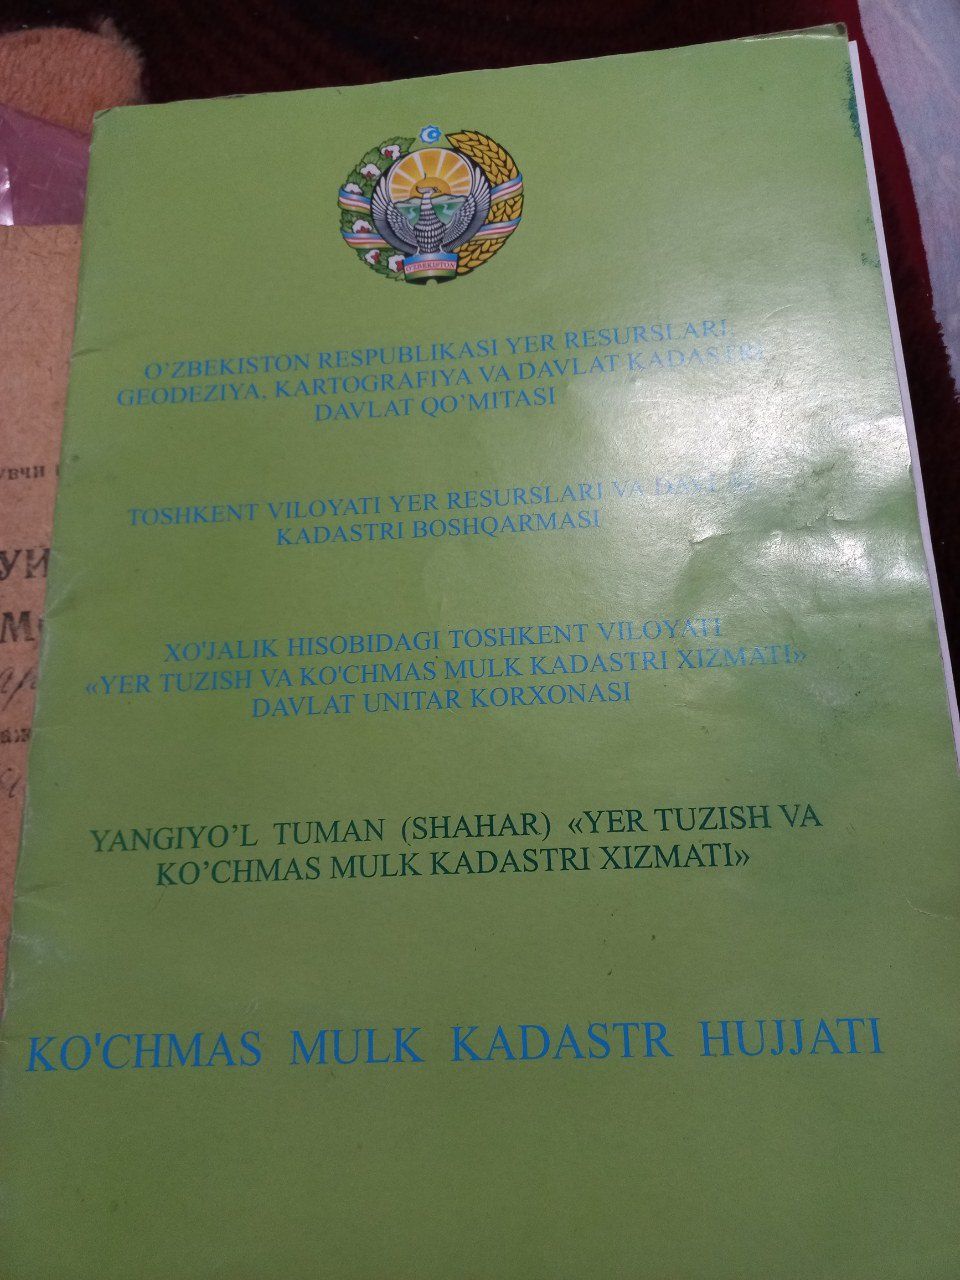 O'ZBEKISTON
O'ZBEKISTON RESPUBLIKASI YER RESURSLARI,
GEODEZIYA, KARTOGRAFIYA VA DAVLAT KADASTRI
DAVLAT QO'MITASI
TOSHKENT VILOYATI YER RESURSLARI VA
KADASTRI BOSHQARMASI
XO'JALIK HISOBIDAGI TOSHKENT VILOYATI
«YER TUZISH VA KO'CHMAS MULK KADASTRI XIZMATI»
DAVLAT UNITAR KORXONASI
YANGIYO'L TUMAN (SHAHAR) «YER TUZISH VA
KO'CHMAS MULK KADASTRI XIZMATI»
KO'CHMAS MULK KADASTR HUJJATI